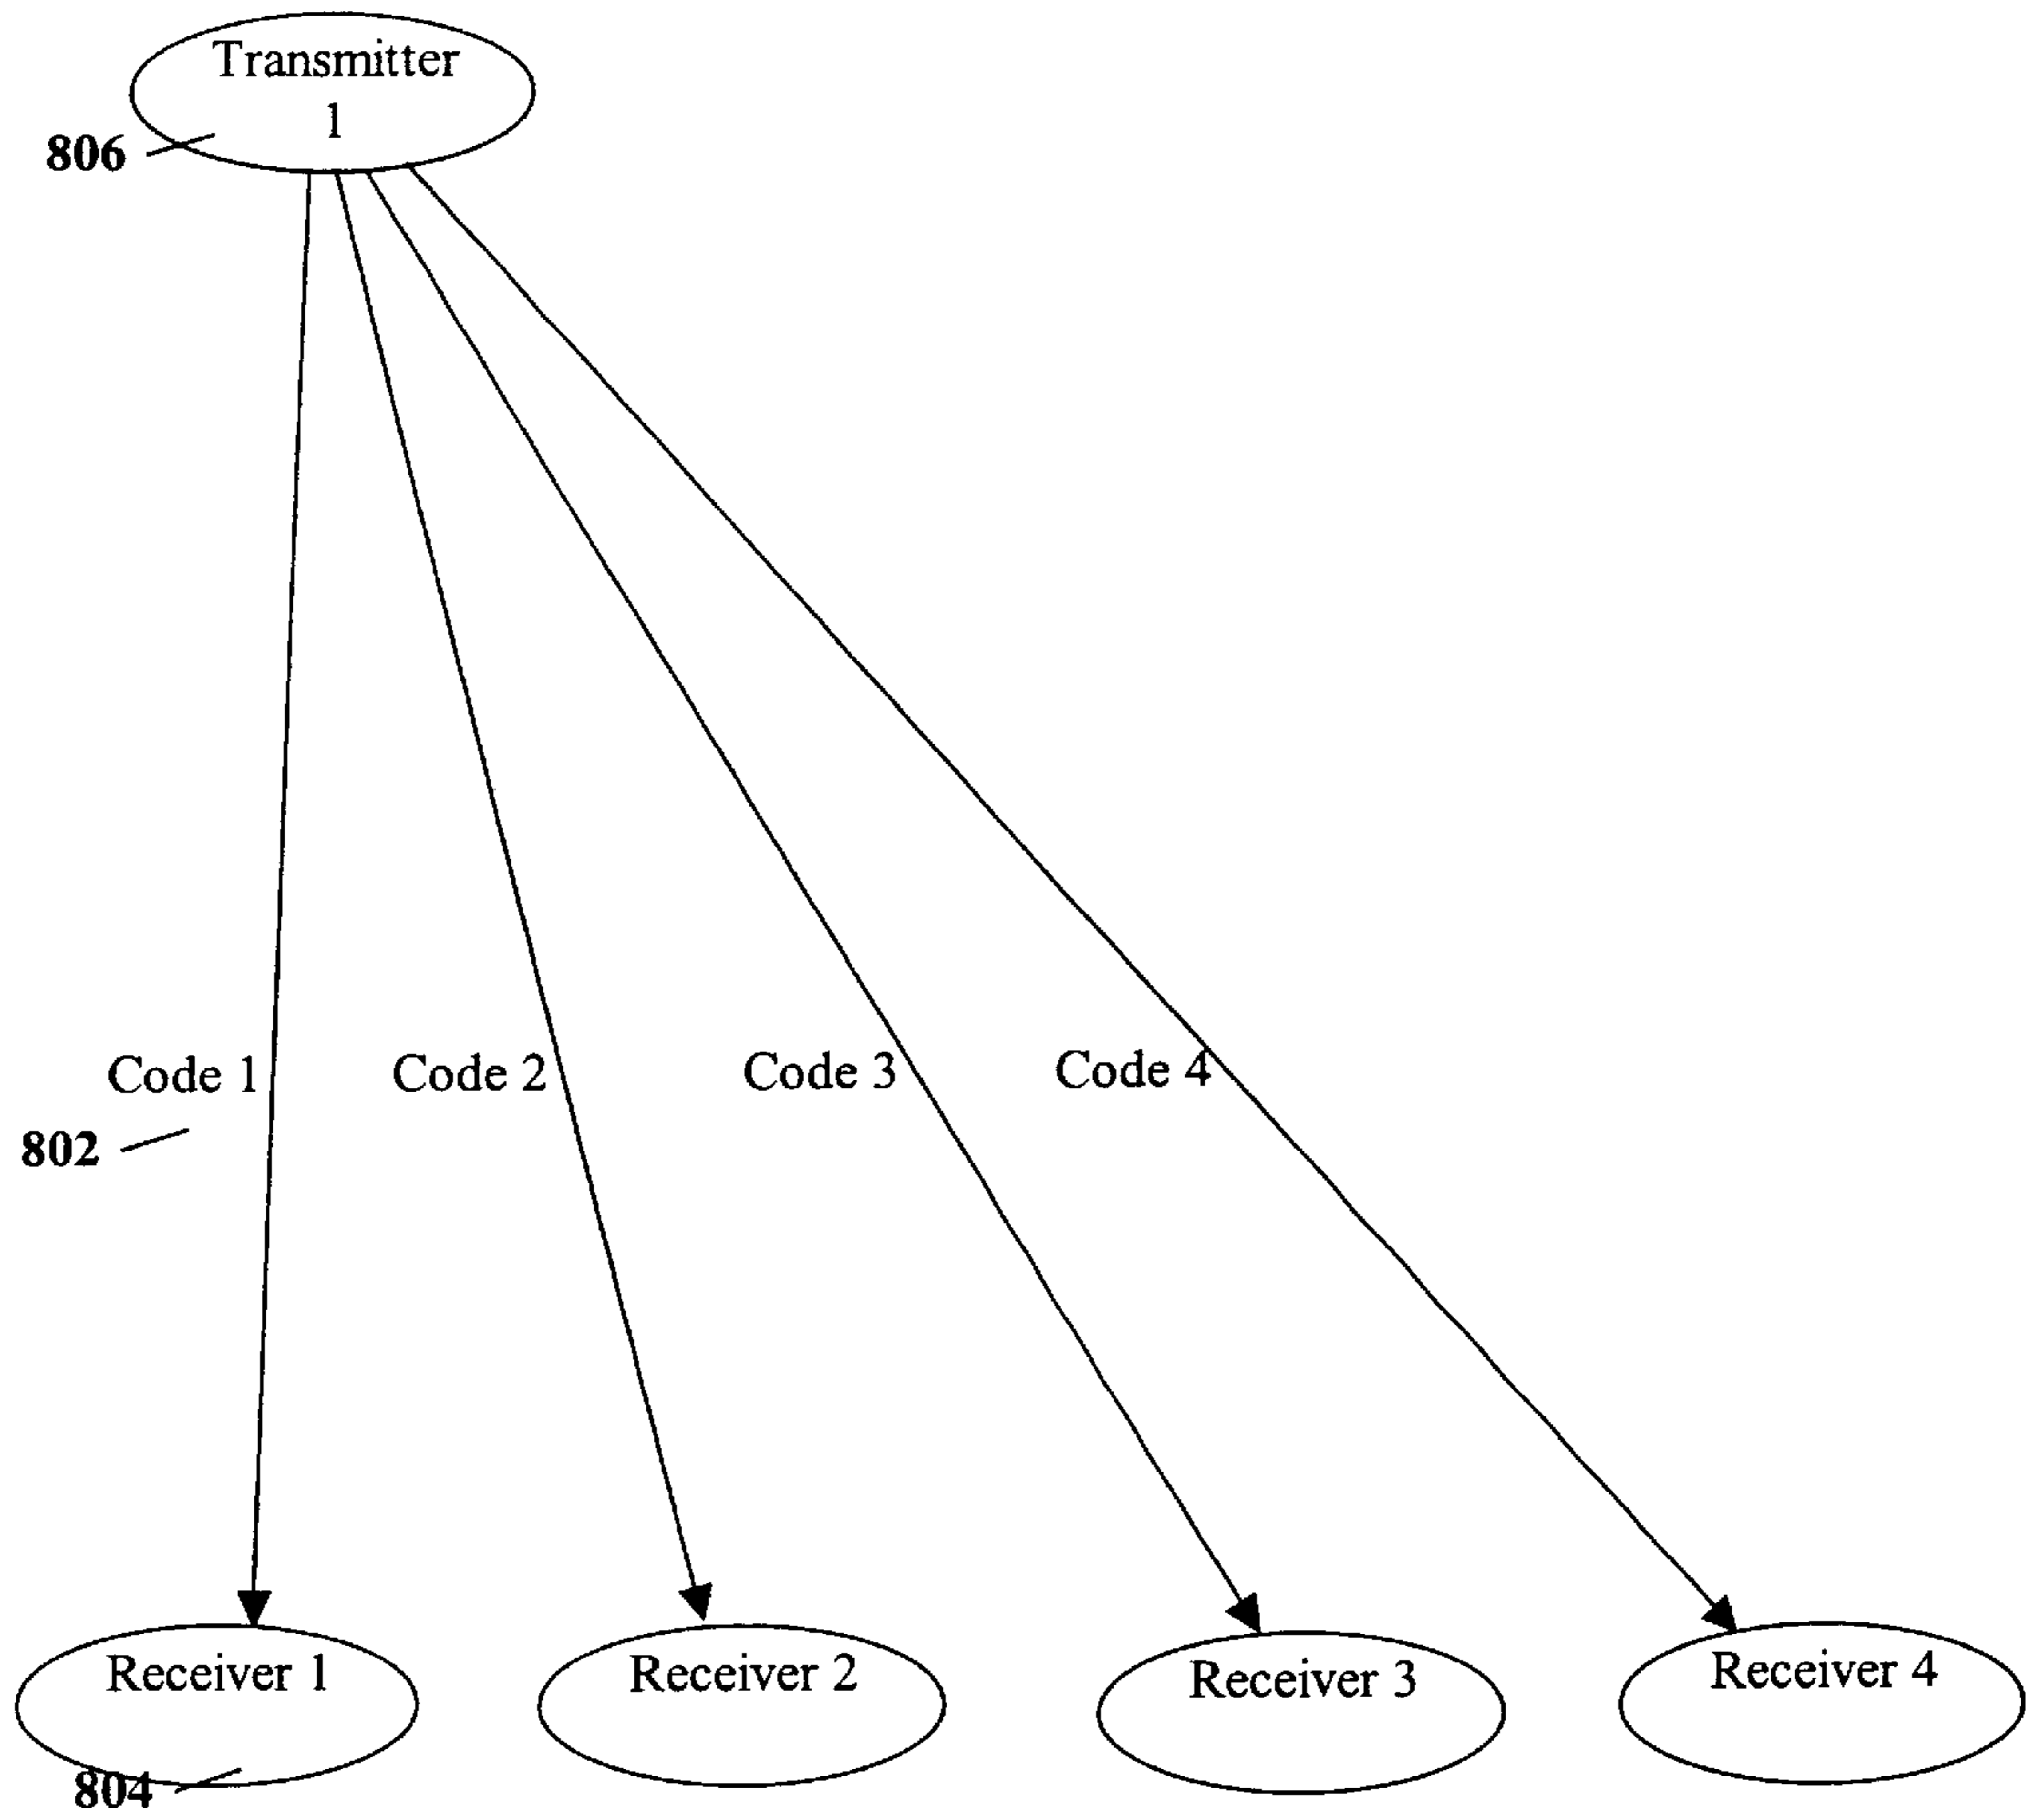 Transmitter
1
806
Code 1
Code 2
Code 3
Code 4
802
Receiver 1
Receiver 2
Receiver 3
Receiver 4
804